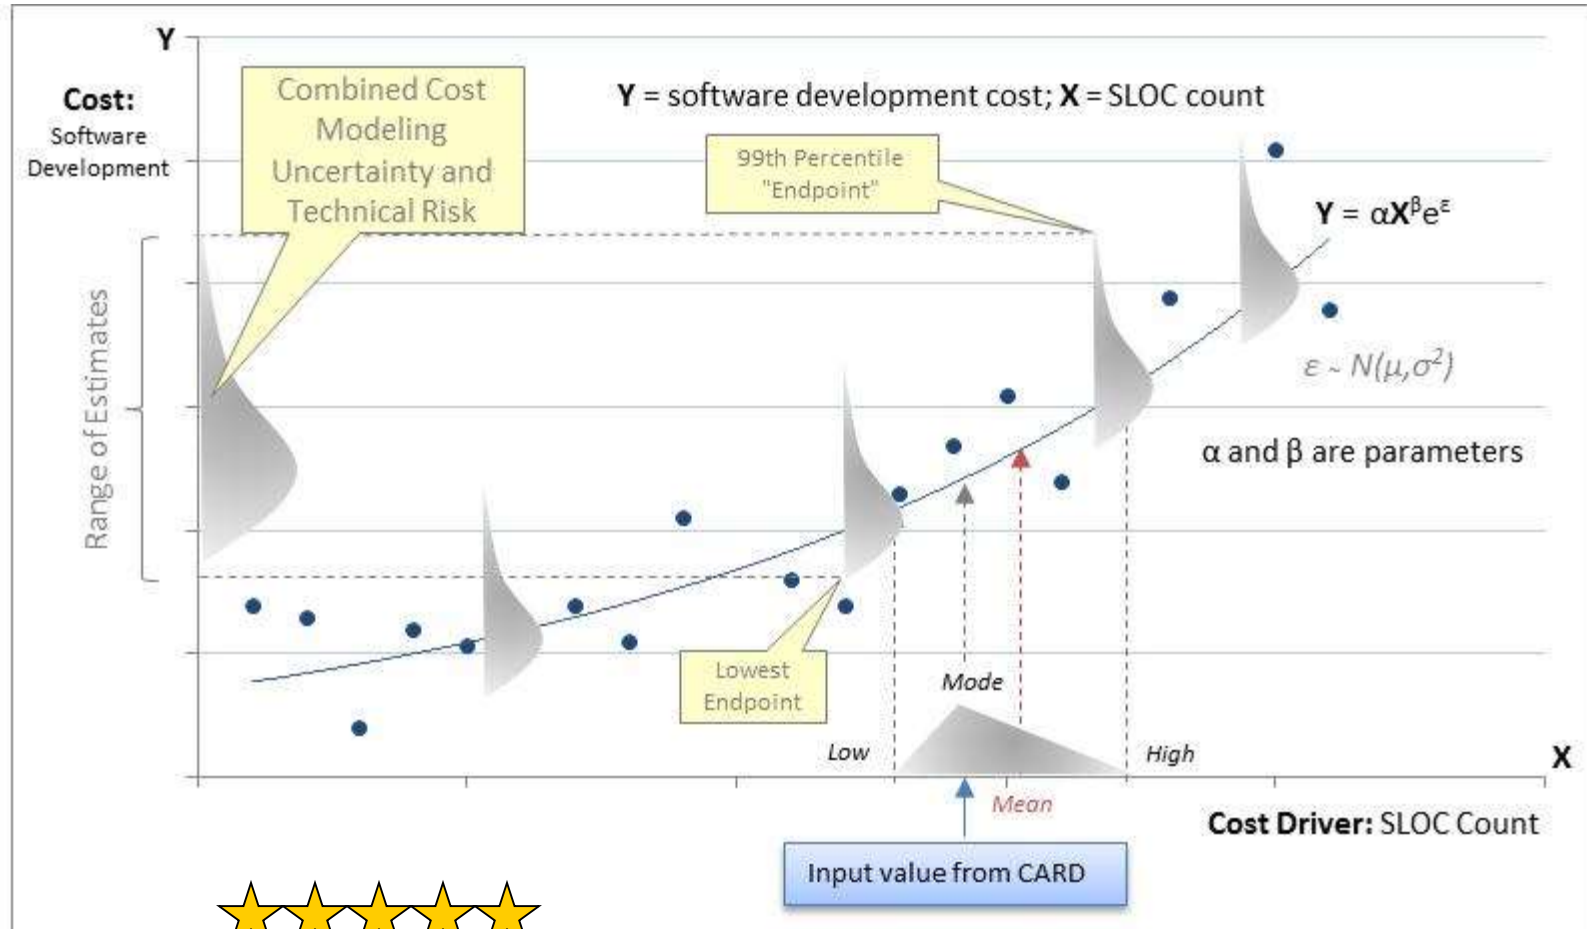 Y
Cost:
Software
Development
Combined Cost
Modeling
Uncertainty and
Technical Risk
Y = software development cost; X = SLOC count
99th Percentile
"Endpoint"
Y = αX^βe^ε
Range of Estimates
ε ~ N(μ,σ²)
α and β are parameters
Lowest
Endpoint
Mode
Low
High
X
Mean
Cost Driver: SLOC Count
Input value from CARD